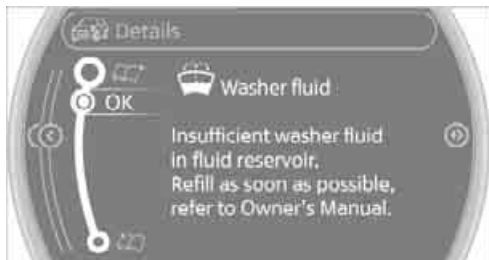 Details
Washer fluid
OK
Insufficient washer fluid
in fluid reservoir.
Refill as soon as possible,
refer to Owner's Manual.